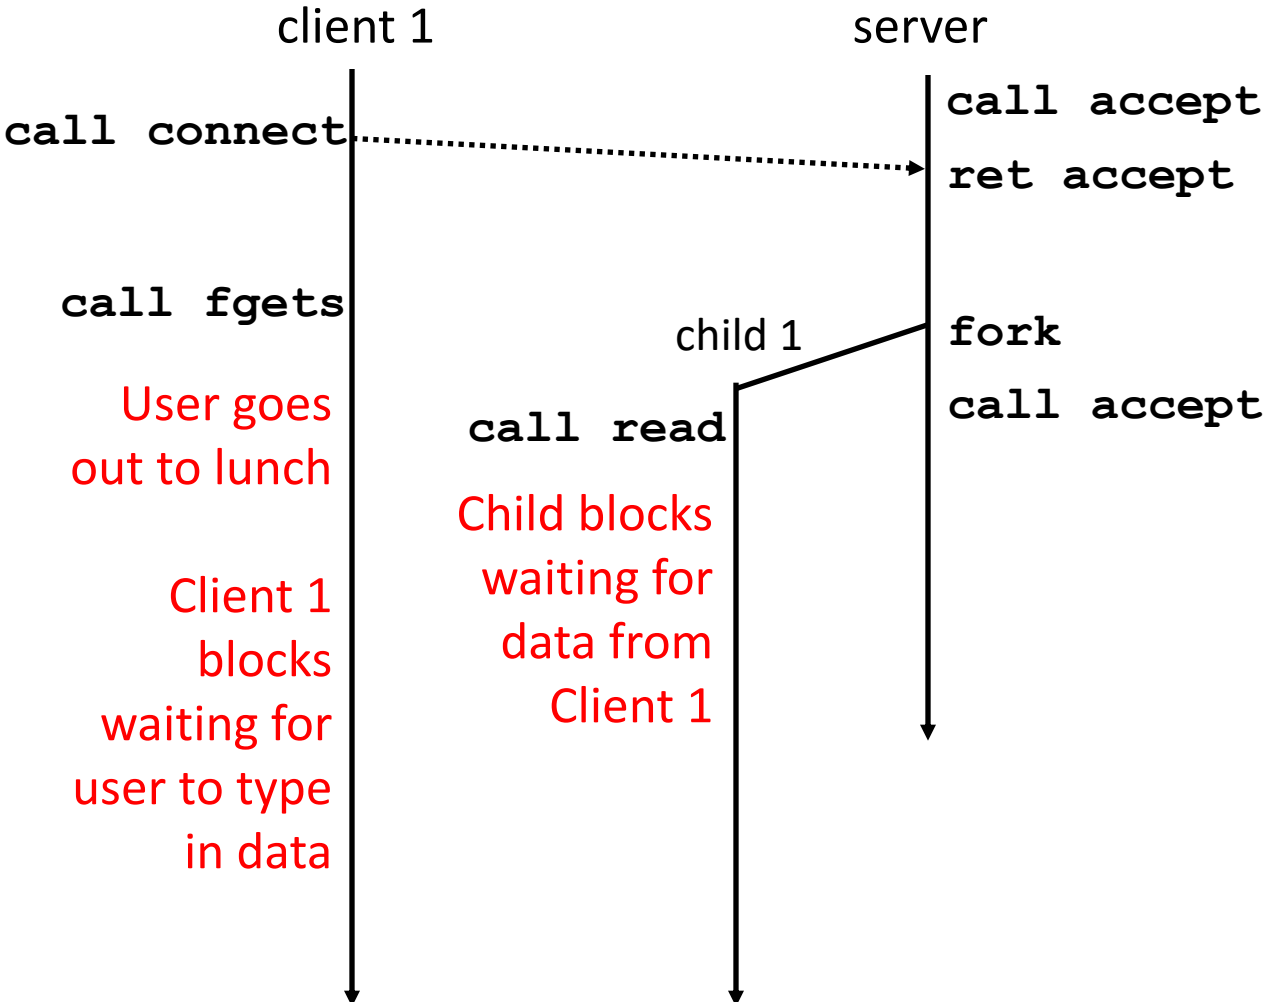 client 1
server
call connect
call accept
ret accept
call fgets
child 1
fork
call accept
call read
User goes
out to lunch
Client 1
blocks
waiting for
user to type
in data
Child blocks
waiting for
data from
Client 1